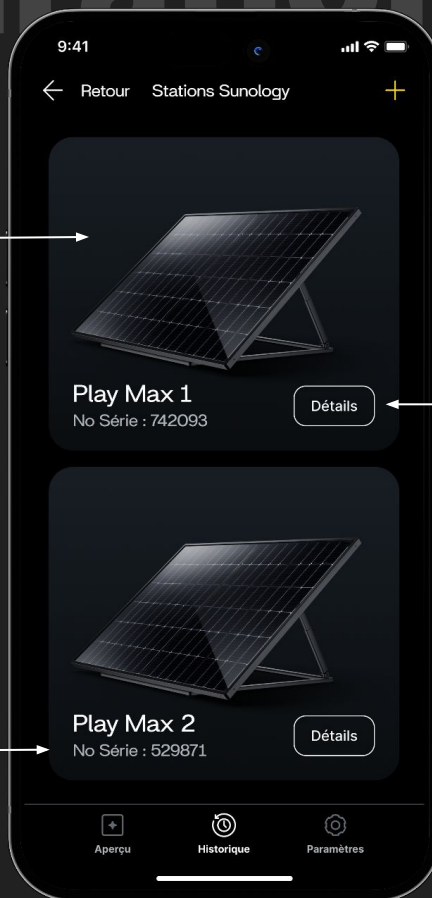 9:41
Retour Stations Sunology
Play Max 1
No Série : 742093
Détails
Play Max 2
No Série : 529871
Détails
Aperçu Historique Paramètres